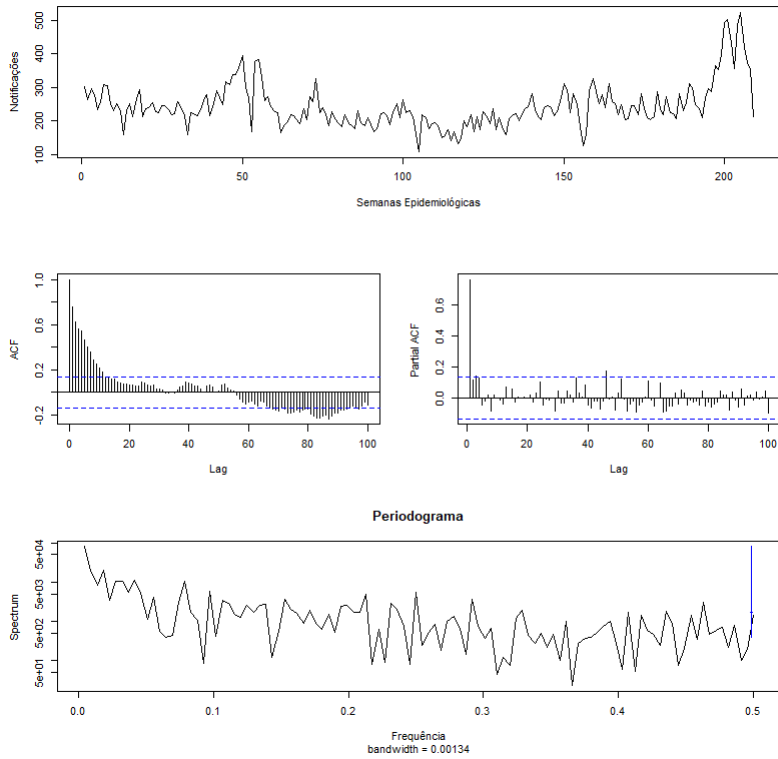 500
400
300
200
100
Notificações
0
50
100
150
200
Semanas Epidemiológicas
1.0
0.6
0.2
-0.2
ACF
0
20
40
60
80
100
Lag
0.6
0.4
0.2
0.0
Partial ACF
0
20
40
60
80
100
Lag
Periodograma
5e+04
5e+03
5e+02
5e+01
Spectrum
0.0
0.1
0.2
0.3
0.4
0.5
Frequência
bandwidth = 0.00134